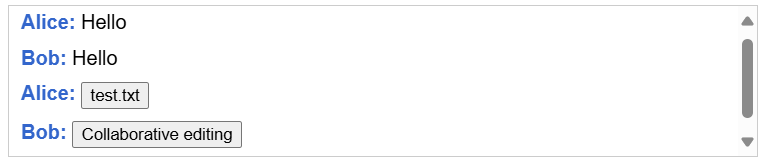 Alice: Hello
Bob: Hello
Alice: test.txt
Bob: Collaborative editing